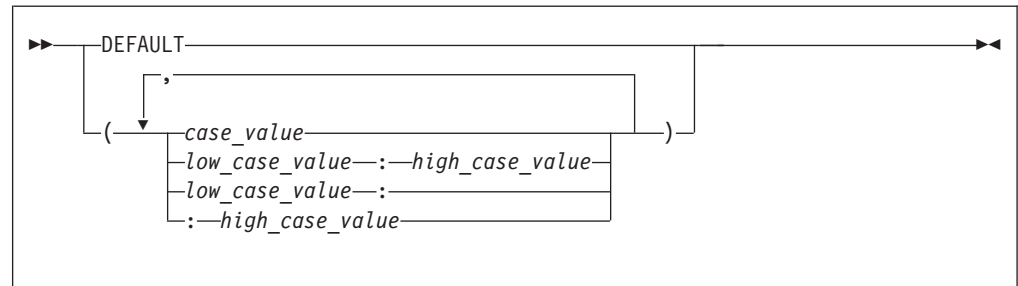 DEFAULT
,
( case_value )
low_case_value : high_case_value
low_case_value :
: high_case_value